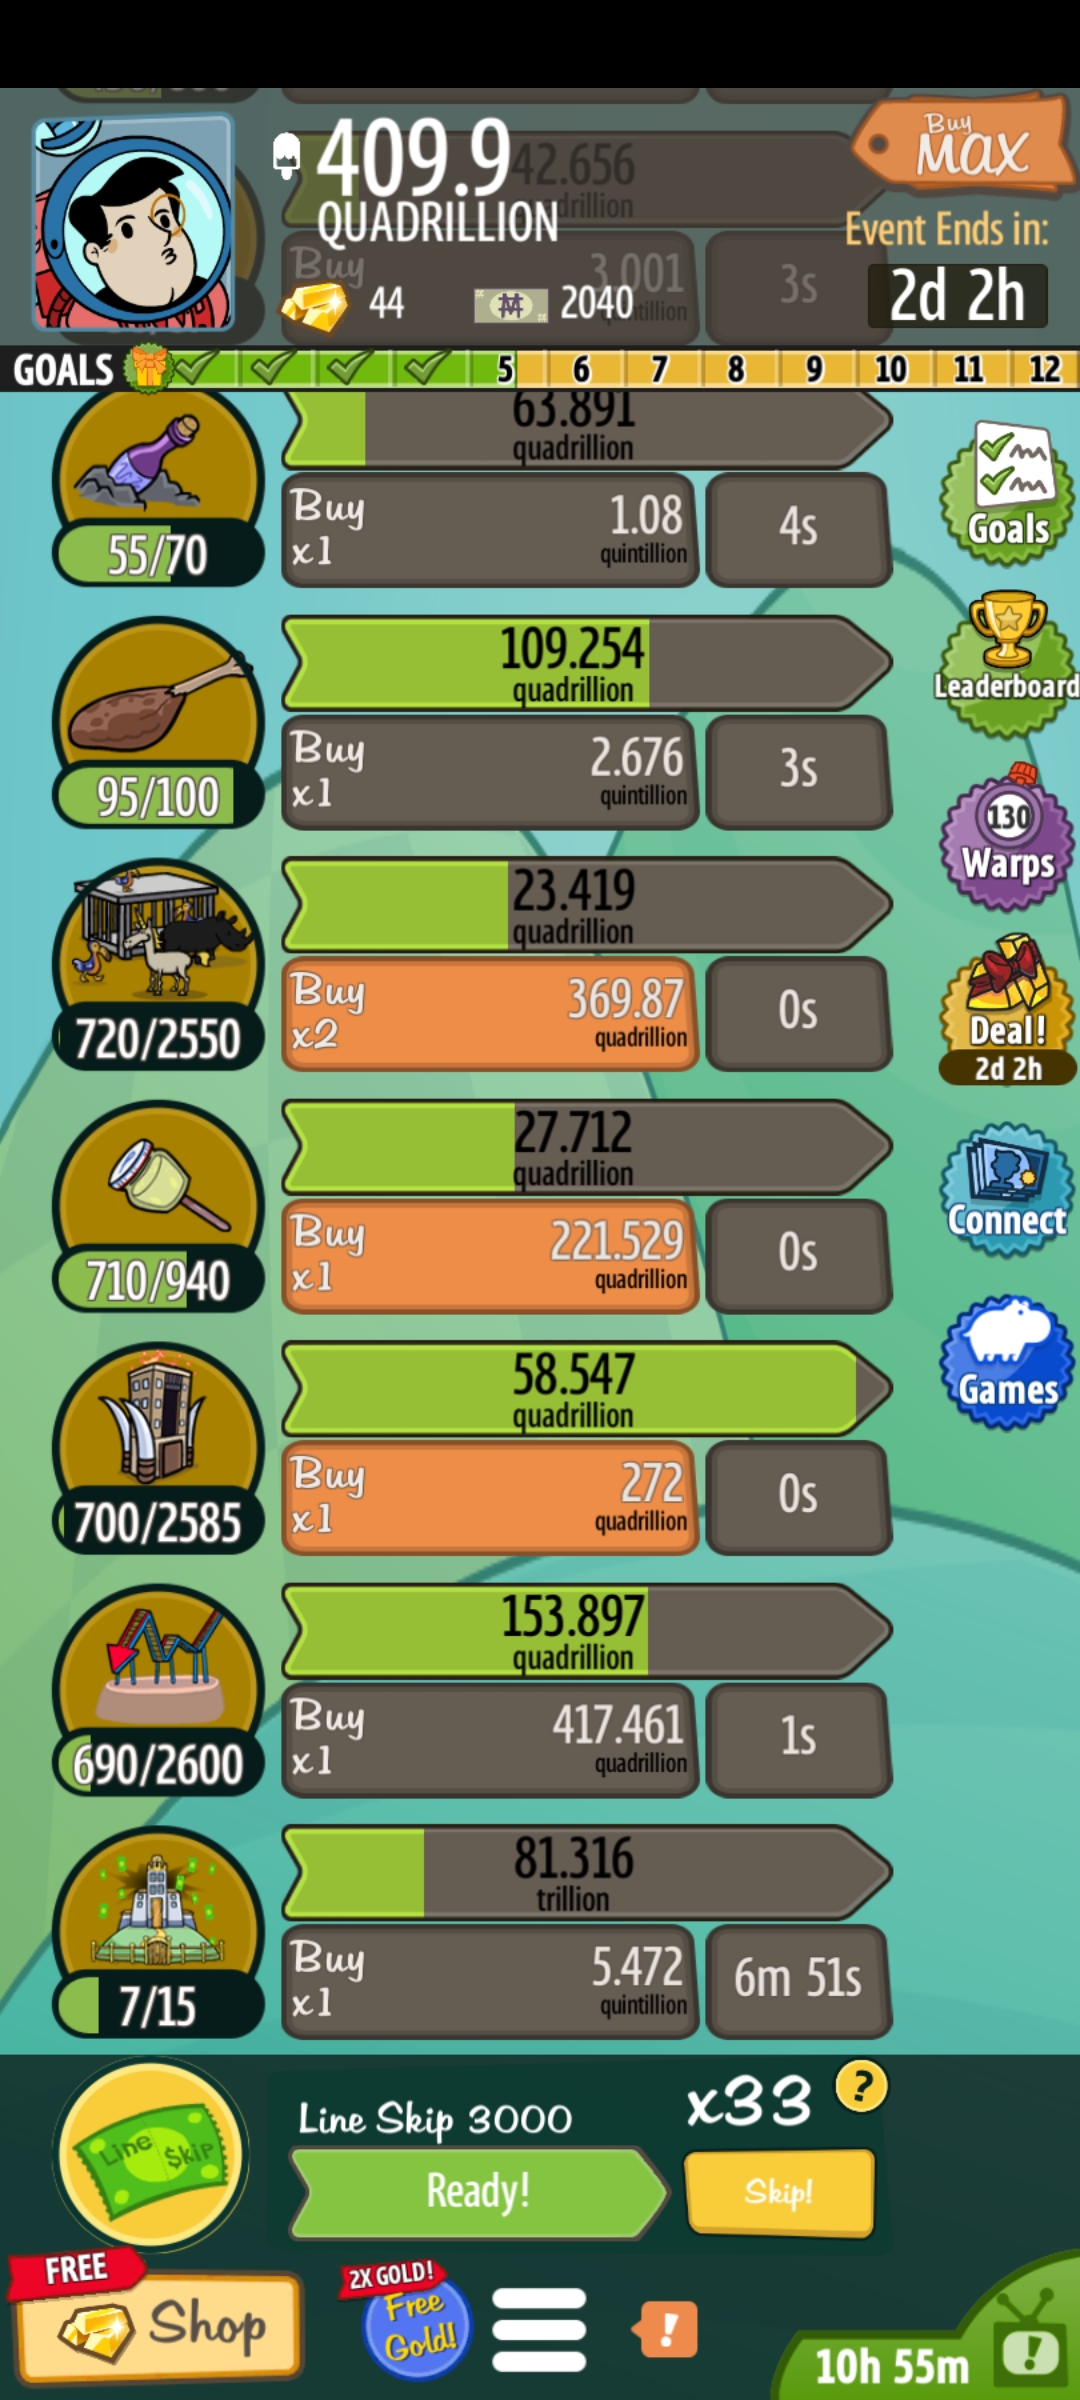 409.9
QUADRILLION
42.656
Buy
MAX
Event Ends in:
2d 2h
44
2040
Buy
3.001
3s
GOALS
5 6 7 8 9 10 11 12
63.891
quadrillion
55/70
Buy
x1
1.08
quintillion
4s
Goals
109.254
quadrillion
95/100
Buy
x1
2.676
quintillion
3s
Leaderboard
130
Warps
23.419
quadrillion
720/2550
Buy
x2
369.87
quadrillion
0s
Deal!
2d 2h
27.712
quadrillion
710/940
Buy
x1
221.529
quadrillion
0s
Connect
58.547
quadrillion
700/2585
Buy
x1
272
quadrillion
0s
Games
153.897
quadrillion
690/2600
Buy
x1
417.461
quadrillion
1s
81.316
trillion
7/15
Buy
x1
5.472
quintillion
6m 51s
Line $kip
Line Skip 3000
x33
?
Ready!
Skip!
FREE
Shop
2X GOLD!
Free
Gold!
!
10h 55m
!